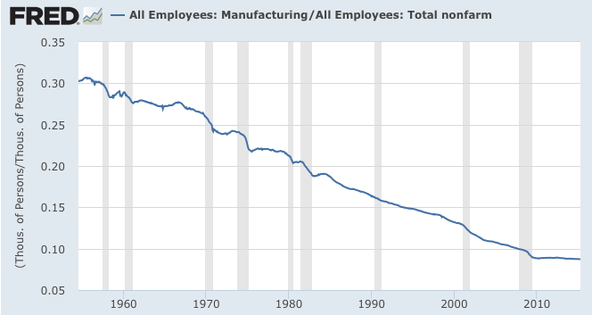 FRED
All Employees: Manufacturing/All Employees: Total nonfarm
(Thous. of Persons/Thous. of Persons)
0.35
0.30
0.25
0.20
0.15
0.10
0.05
1960 1970 1980 1990 2000 2010